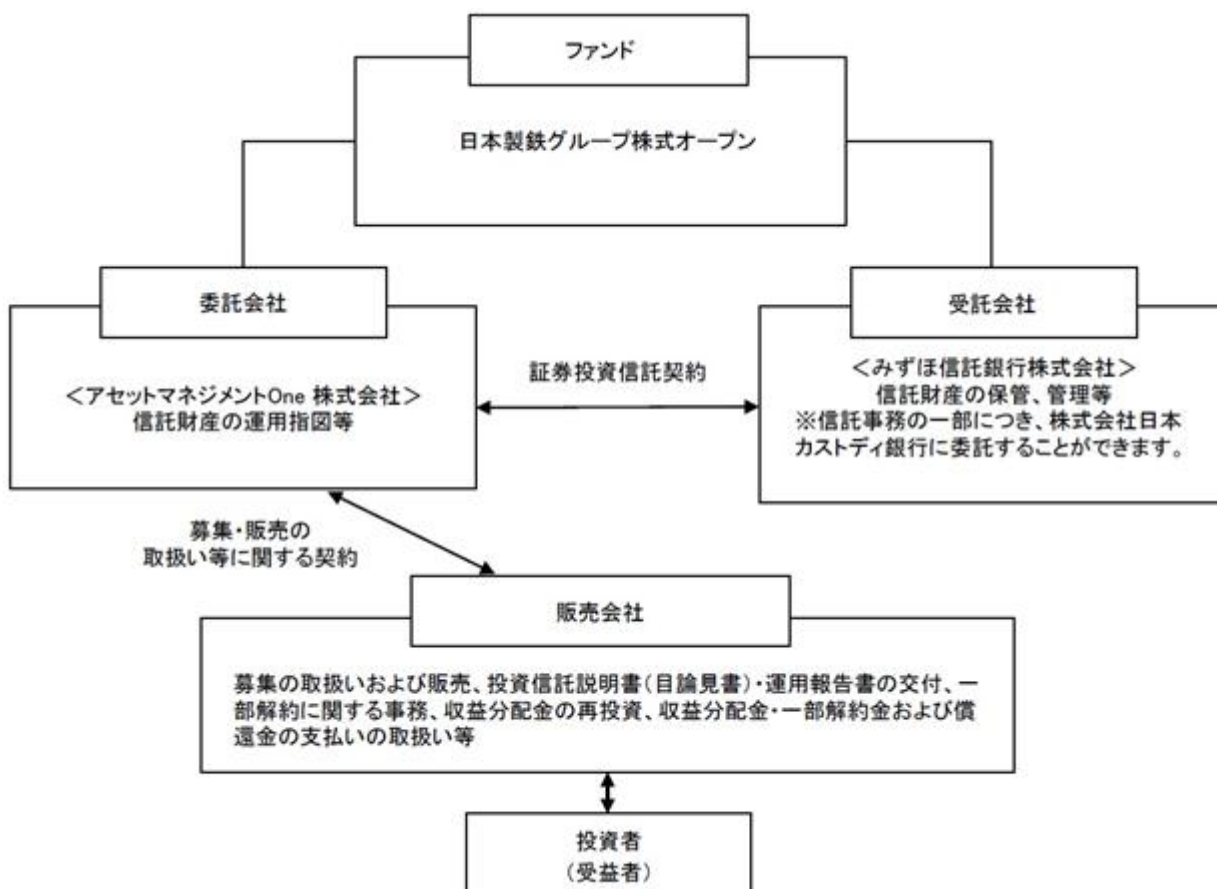 ファンド
日本製鉄グループ株式オープン
委託会社
<アセットマネジメントOne 株式会社>
信託財産の運用指図等
証券投資信託契約
受託会社
<みずほ信託銀行株式会社>
信託財産の保管、管理等
※信託事務の一部につき、株式会社日本
カストディ銀行に委託することができます。
募集・販売の
取扱い等に関する契約
販売会社
募集の取扱いおよび販売、投資信託説明書(目論見書)・運用報告書の交付、一
部解約に関する事務、収益分配金の再投資、収益分配金・一部解約金および償
還金の支払いの取扱い等
投資者
(受益者)